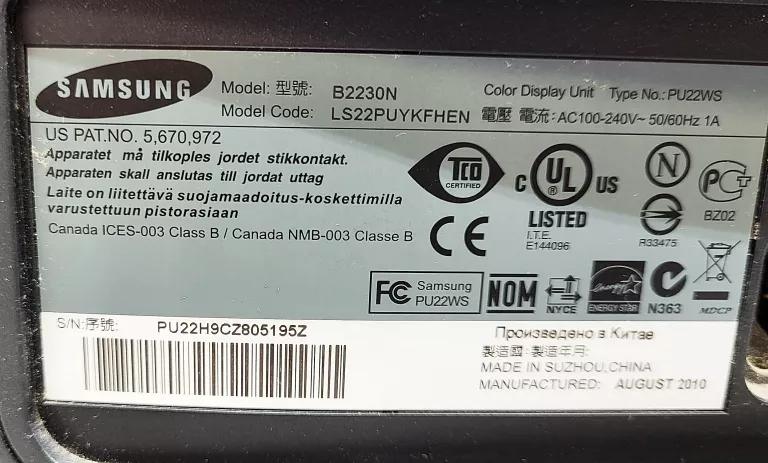 SAMSUNG
Model: 型號: B2230N
Color Display Unit Type No.: PU22WS
Model Code: LS22PUYKFHEN
電壓 電流: AC100-240V~ 50/60Hz 1A
US PAT.NO. 5,670,972
Apparatet må tilkoples jordet stikkontakt.
Apparaten skall anslutas till jordat uttag
Laite on liitettävä suojamaadoitus-koskettimilla
varustettuun pistorasiaan
Canada ICES-003 Class B / Canada NMB-003 Classe B
TCO
CERTIFIED
CE
C UL US
®
LISTED
I.T.E.
E144096
N
R33475
PCT
BZ02
FC Samsung
PU22WS
NOM
NYCE
energy
ENERGY STAR
N363
MDCP
S/N:序號: PU22H9CZ805195Z
Произведено в Китае
製造國: 製造年月:
MADE IN SUZHOU,CHINA
MANUFACTURED: AUGUST 2010